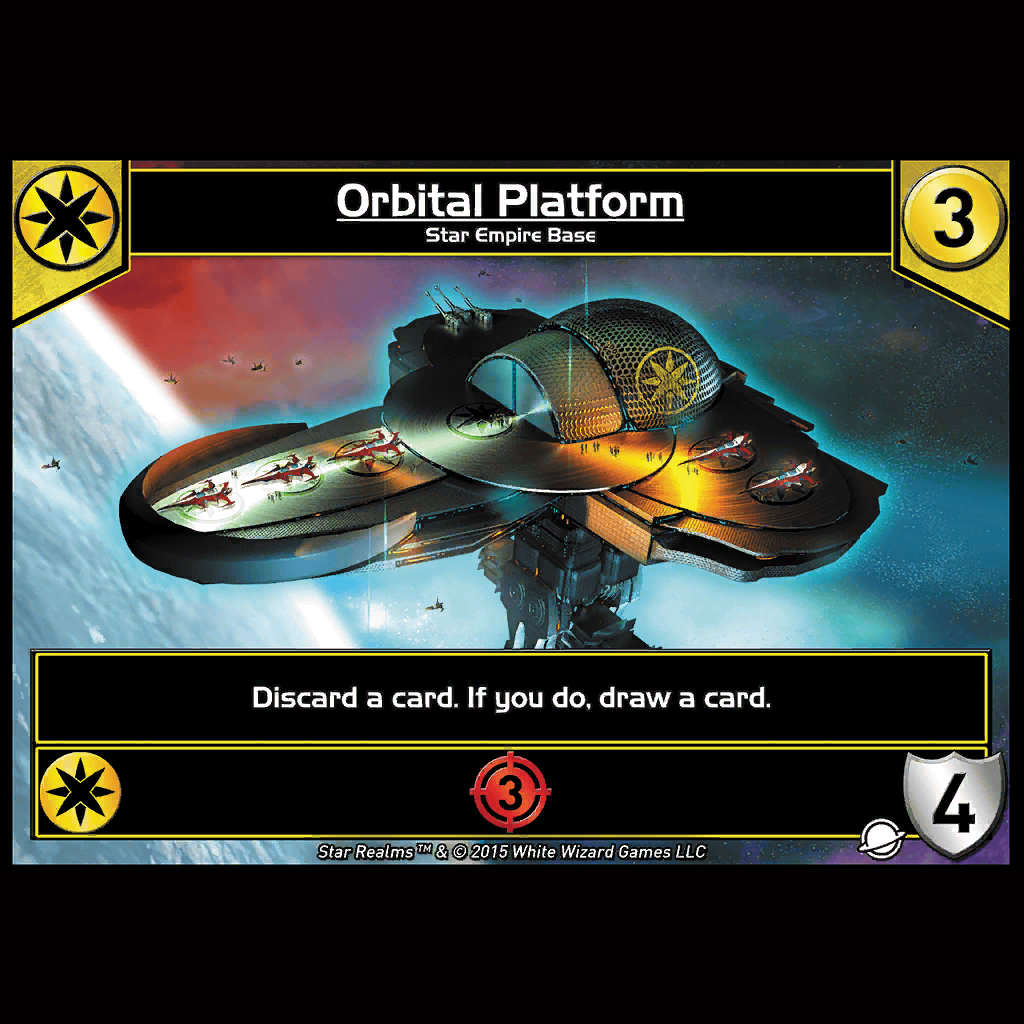 Orbital Platform
3
Star Empire Base
Discard a card. If you do, draw a card.
3
4
Star Realms™ & © 2015 White Wizard Games LLC